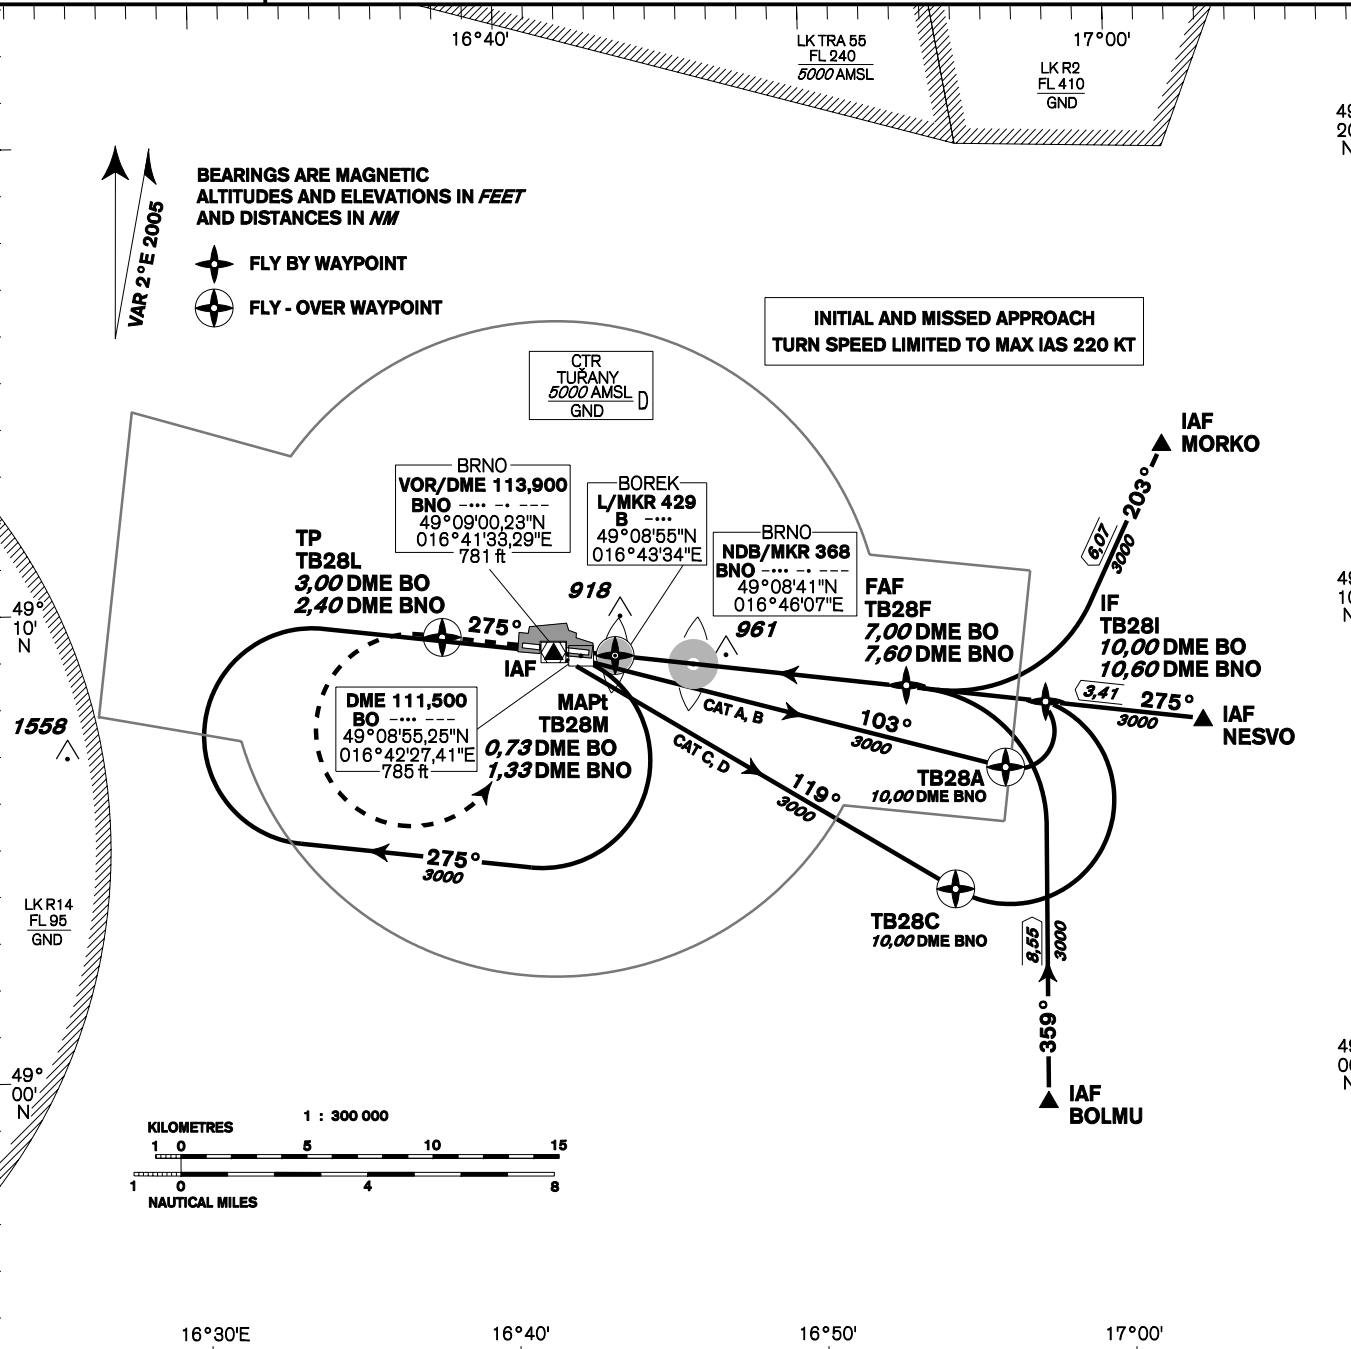 16°40'
17°00'
LK TRA 55
FL 240
5000 AMSL
LK R2
FL 410
GND
BEARINGS ARE MAGNETIC
ALTITUDES AND ELEVATIONS IN FEET
AND DISTANCES IN NM
VAR 2°E 2005
FLY BY WAYPOINT
FLY - OVER WAYPOINT
INITIAL AND MISSED APPROACH
TURN SPEED LIMITED TO MAX IAS 220 KT
CTR
TUŘANY
5000 AMSL
GND
D
IAF
MORKO
203°
6,07
3000
BRNO
VOR/DME 113,900
BNO -··· -· ---
49°09'00,23"N
016°41'33,29"E
781 ft
BOREK
L/MKR 429
B -···
49°08'55"N
016°43'34"E
BRNO
NDB/MKR 368
BNO -··· -· ---
49°08'41"N
016°46'07"E
TP
TB28L
3,00 DME BO
2,40 DME BNO
918
961
FAF
TB28F
7,00 DME BO
7,60 DME BNO
IF
TB28I
10,00 DME BO
10,60 DME BNO
275°
IAF
3,41
275°
3000
IAF
NESVO
DME 111,500
BO -··· ---
49°08'55,25"N
016°42'27,41"E
785 ft
MAPt
TB28M
0,73 DME BO
1,33 DME BNO
CAT A, B
103°
3000
CAT C, D
119°
3000
TB28A
10,00 DME BNO
1558
275°
3000
TB28C
10,00 DME BNO
8,55
3000
359°
IAF
BOLMU
LK R14
FL 95
GND
49°
10'
N
49°
00'
N
49
20
N
49
10
N
49
00
N
1 : 300 000
KILOMETRES
1 0 5 10 15
1 0 4 8
NAUTICAL MILES
16°30'E
16°40'
16°50'
17°00'